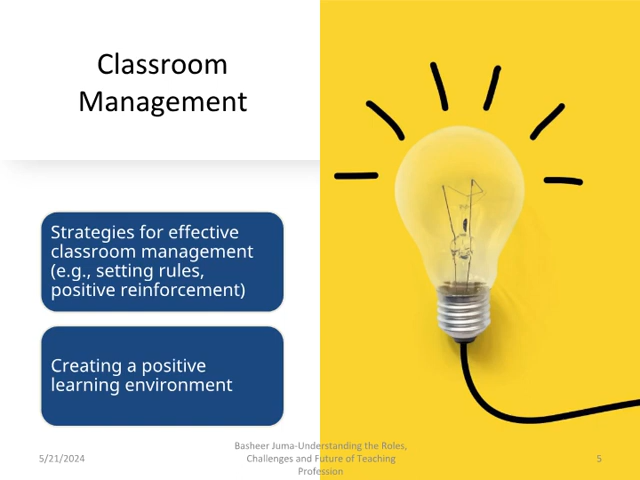 Classroom
Management
Strategies for effective
classroom management
(e.g., setting rules,
positive reinforcement)
Creating a positive
learning environment
5/21/2024
Basheer Juma-Understanding the Roles,
Challenges and Future of Teaching
Profession
5